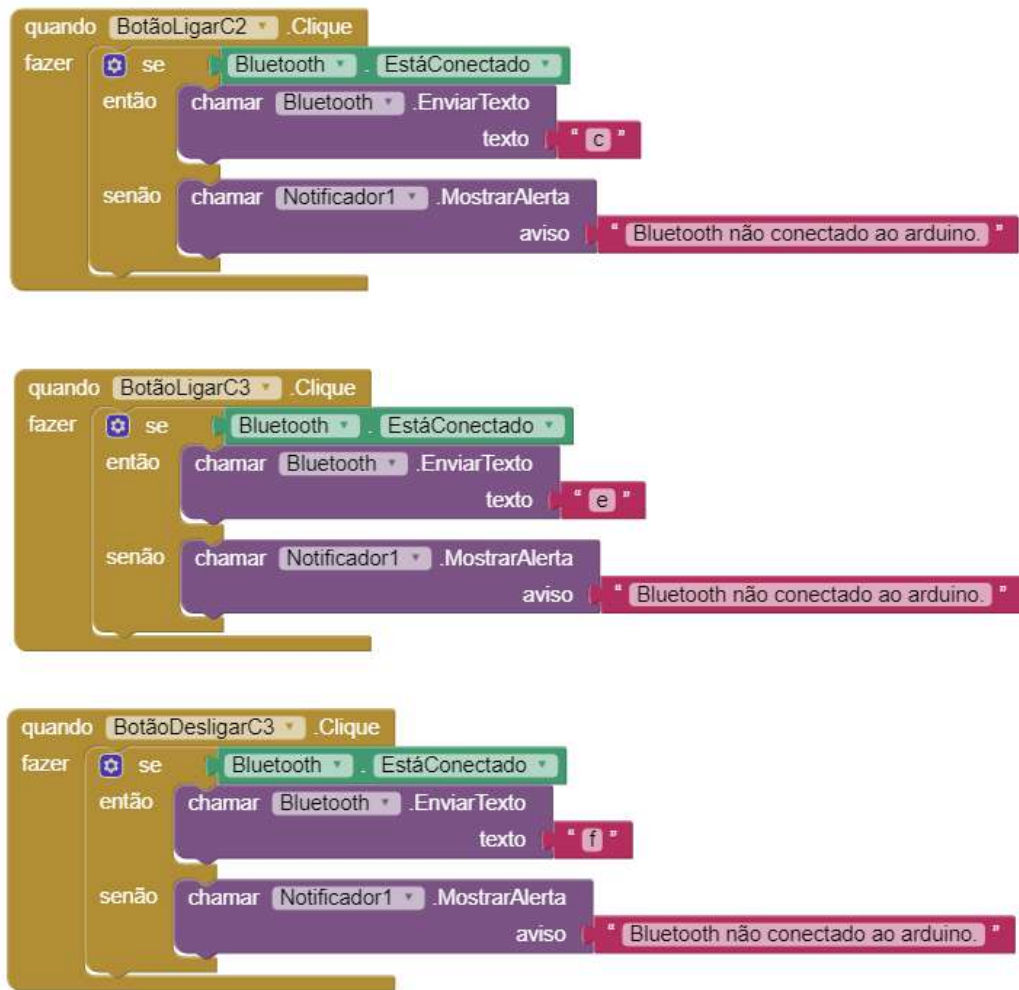 quando BotãoLigarC2 .Clique
fazer se Bluetooth . EstáConectado
então chamar Bluetooth .EnviarTexto
texto " c "
senão chamar Notificador1 .MostrarAlerta
aviso " Bluetooth não conectado ao arduino. "
quando BotãoLigarC3 .Clique
fazer se Bluetooth . EstáConectado
então chamar Bluetooth .EnviarTexto
texto " e "
senão chamar Notificador1 .MostrarAlerta
aviso " Bluetooth não conectado ao arduino. "
quando BotãoDesligarC3 .Clique
fazer se Bluetooth . EstáConectado
então chamar Bluetooth .EnviarTexto
texto " f "
senão chamar Notificador1 .MostrarAlerta
aviso " Bluetooth não conectado ao arduino. "